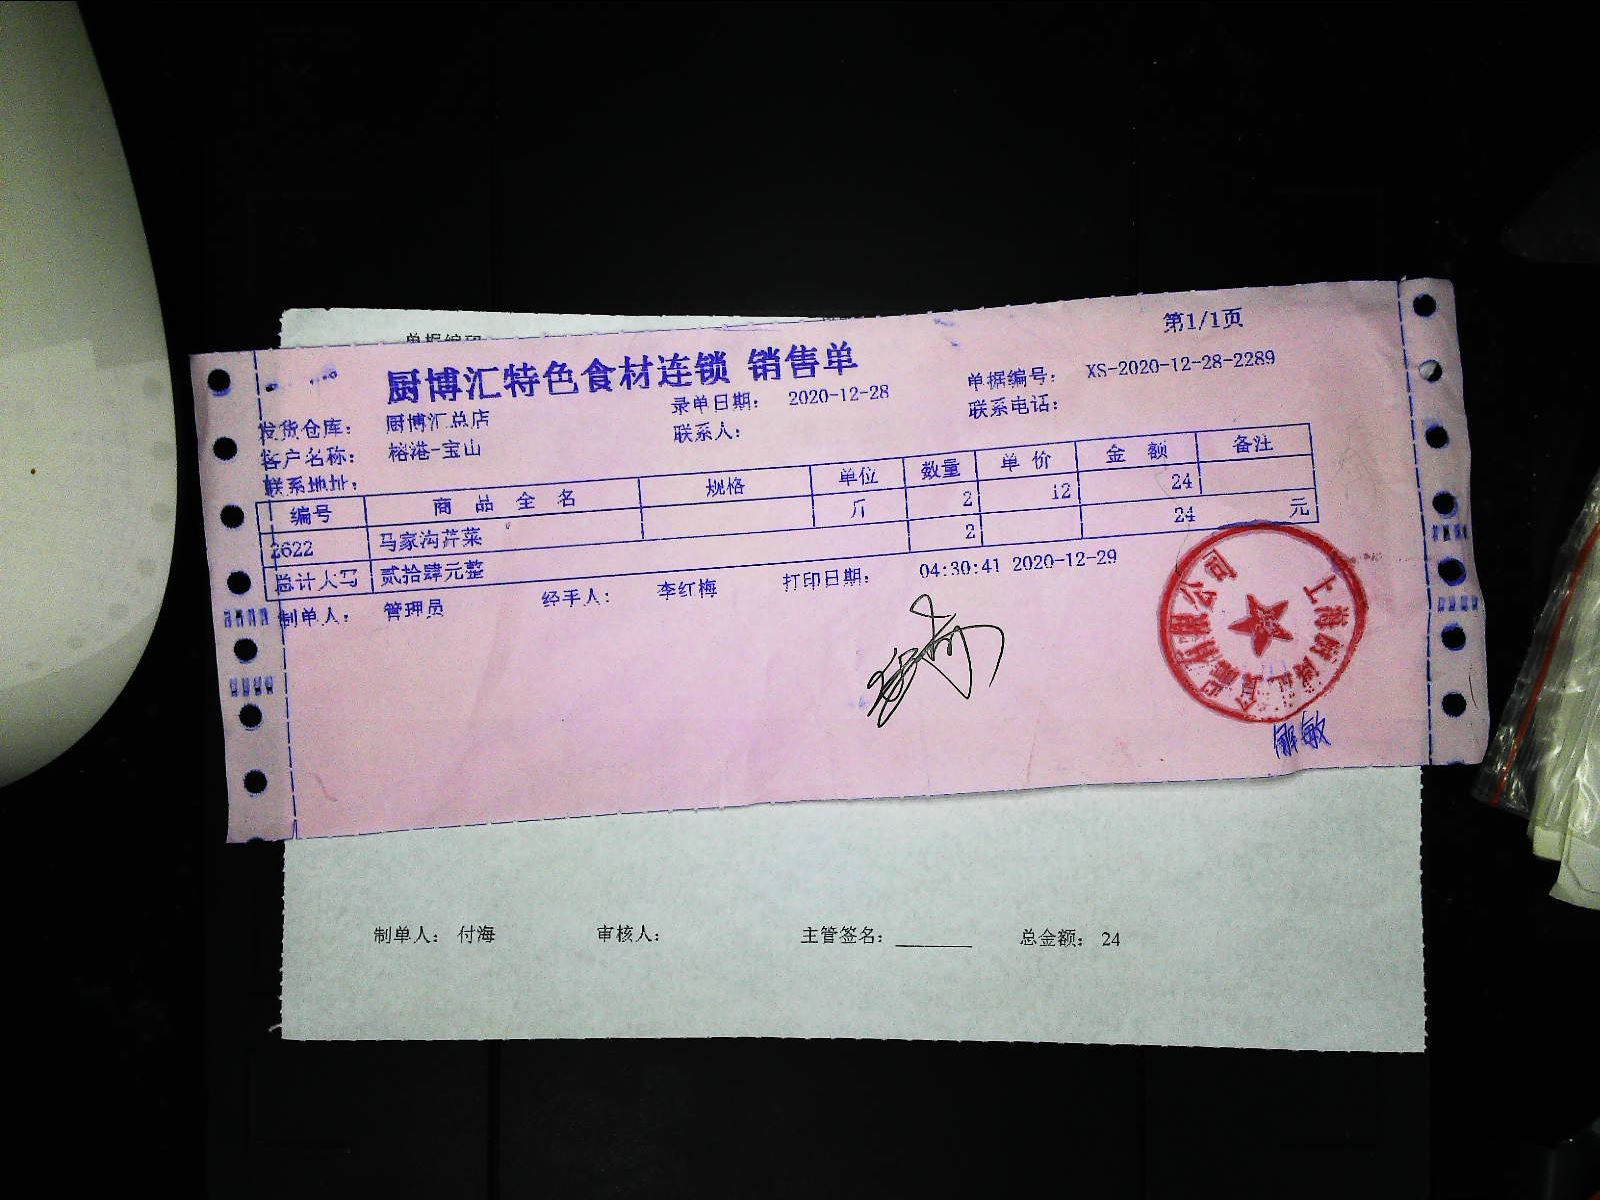 第1/1页
厨博汇特色食材连锁 销售单
发货仓库： 厨博汇总店 录单日期： 2020-12-28 单据编号： XS-2020-12-28-2289
客户名称： 榕港-宝山 联系人： 联系电话：
联系地址：
编号 商品全名 规格 单位 数量 单价 金额 备注
2622 马家沟芹菜 斤 2 12 24
总计大写 贰拾肆元整 2 24 元
制单人： 管理员 经手人： 李红梅 打印日期： 04:30:41 2020-12-29
制单人： 付海 审核人： 主管签名： 总金额： 24